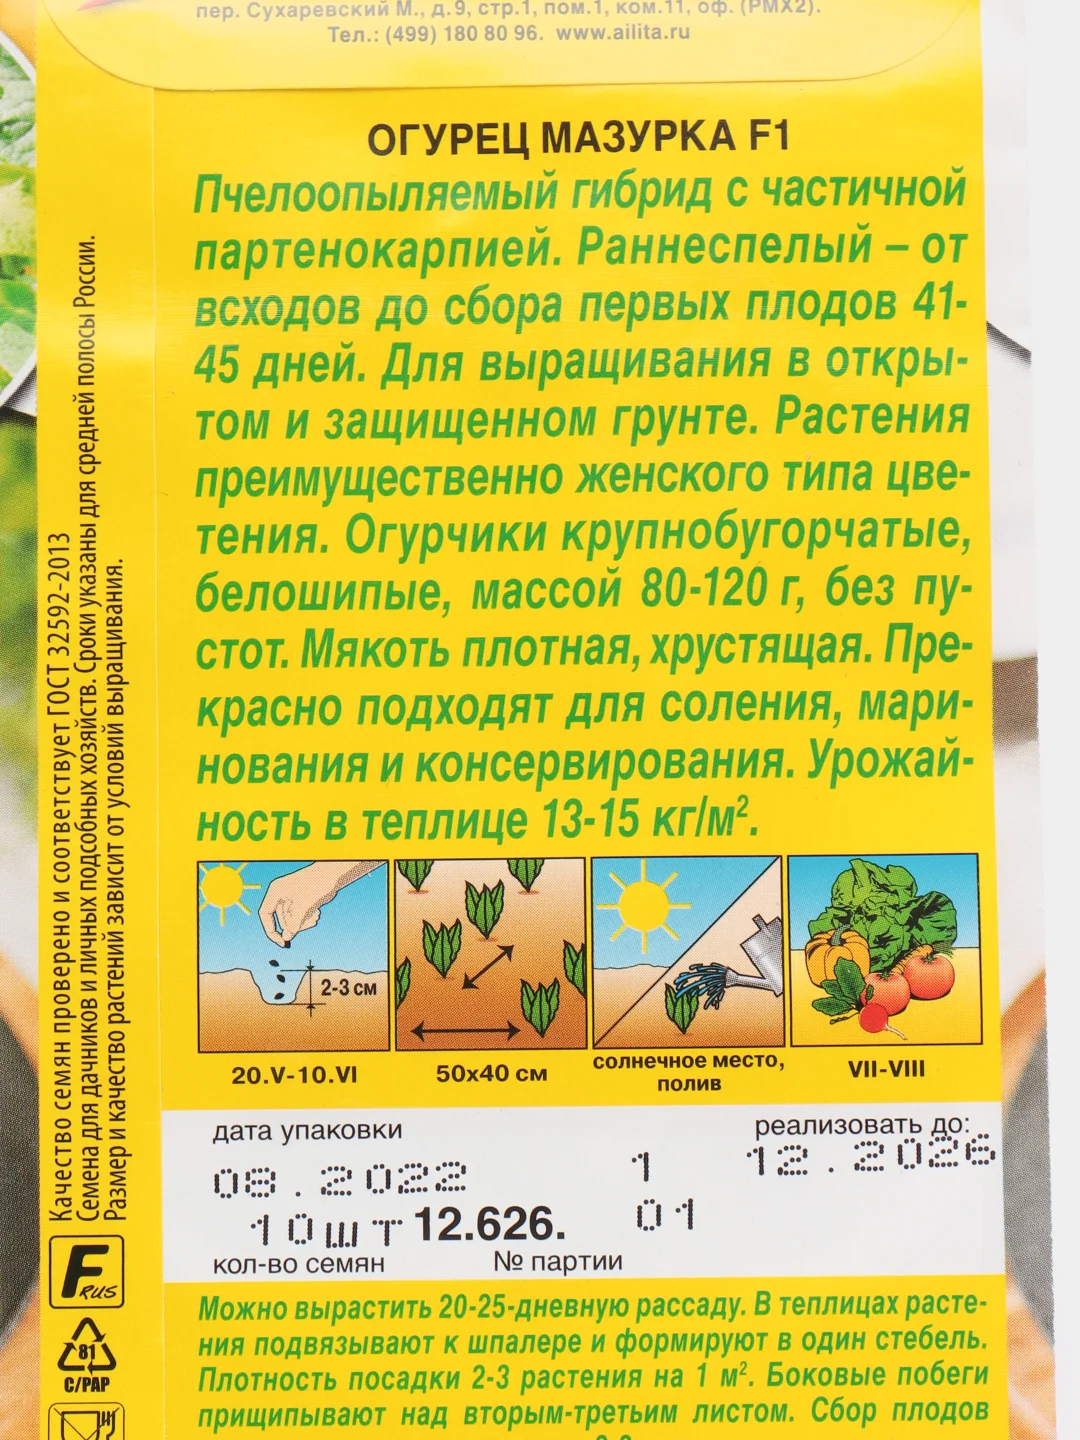 пер. Сухаревский М., д.9, стр.1, пом.1, ком.11, оф. (РМХ2).
Тел.: (499) 180 80 96. www.ailita.ru
ОГУРЕЦ МАЗУРКА F1
Пчелоопыляемый гибрид с частичной
партенокарпией. Раннеспелый – от
всходов до сбора первых плодов 41-
45 дней. Для выращивания в откры-
том и защищенном грунте. Растения
преимущественно женского типа цве-
тения. Огурчики крупнобугорчатые,
белошипые, массой 80-120 г, без пу-
стот. Мякоть плотная, хрустящая. Пре-
красно подходят для соления, мари-
нования и консервирования. Урожай-
ность в теплице 13-15 кг/м².
2-3 см
20.V-10.VI
50х40 см
солнечное место,
полив
VII-VIII
дата упаковки
реализовать до:
08.2022 1 12.2026
10шт 12.626. 01
кол-во семян № партии
Можно вырастить 20-25-дневную рассаду. В теплицах расте-
ния подвязывают к шпалере и формируют в один стебель.
Плотность посадки 2-3 растения на 1 м². Боковые побеги
прищипывают над вторым-третьим листом. Сбор плодов
Качество семян проверено и соответствует ГОСТ 32592-2013
Семена для дачников и личных подсобных хозяйств. Сроки указаны для средней полосы России.
Размер и качество растений зависит от условий выращивания.
F RUS
81
C/PAP